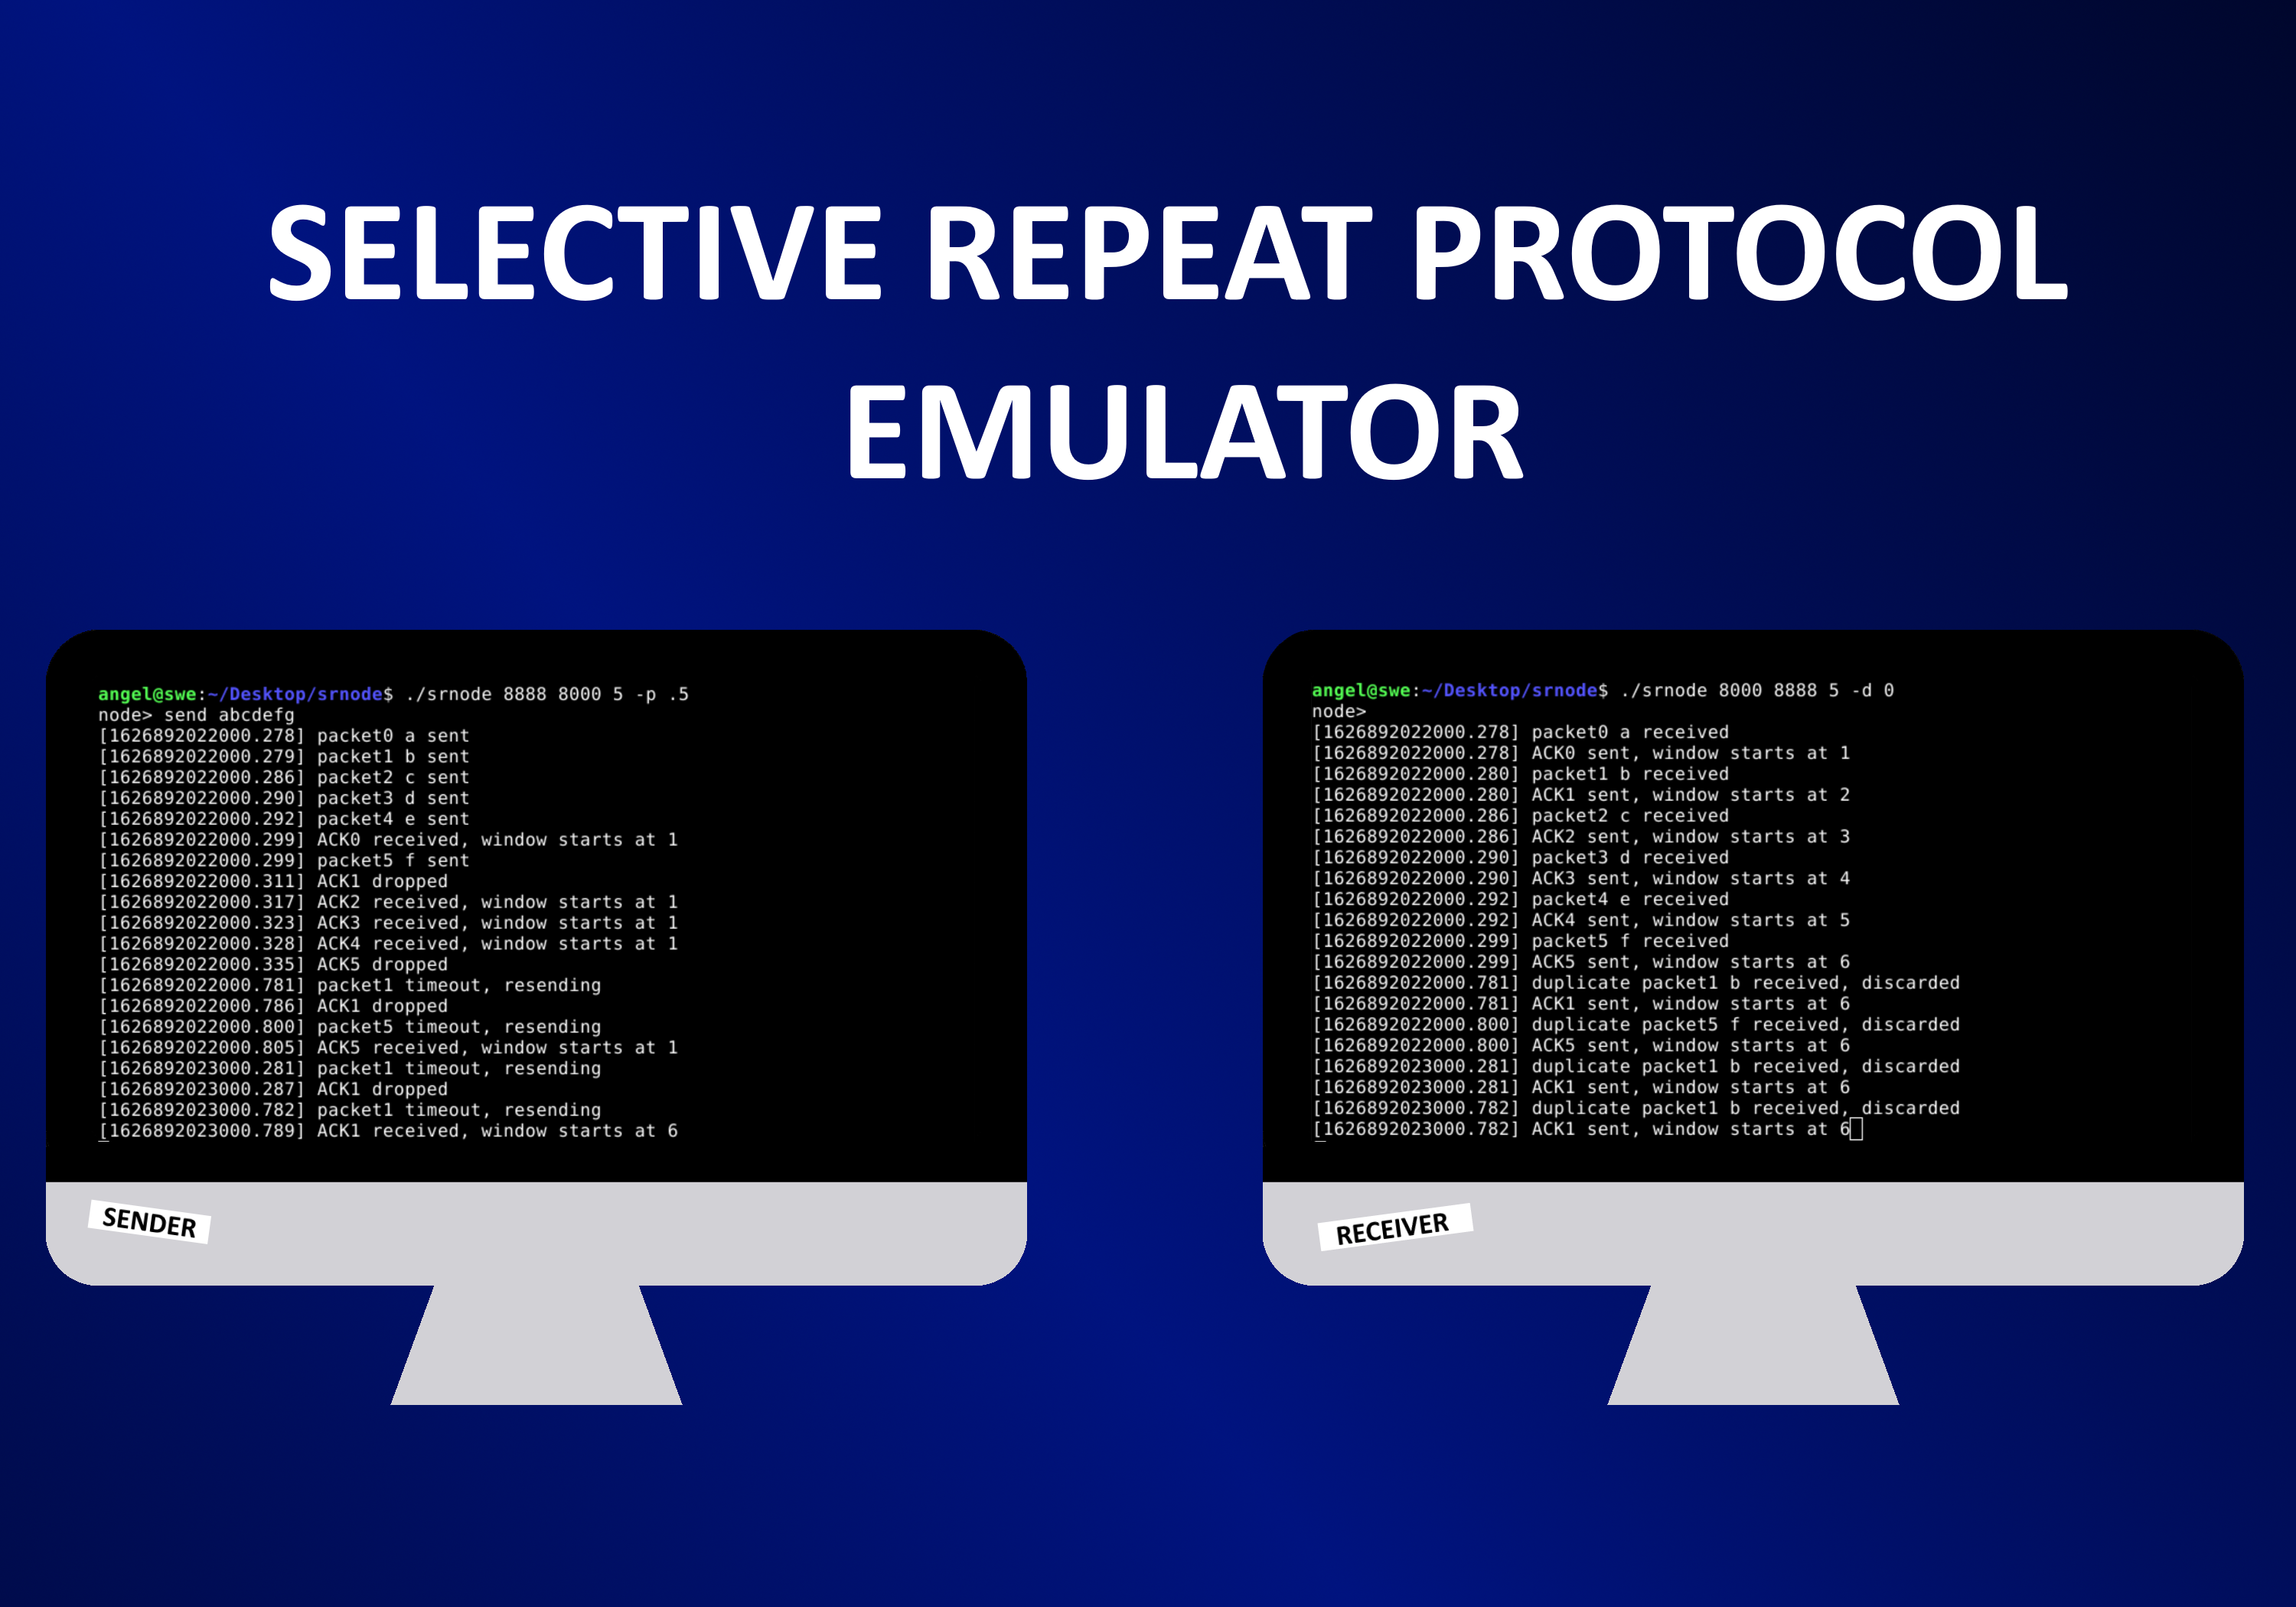 SELECTIVE REPEAT PROTOCOL
EMULATOR
angel@swe:~/Desktop/srnode$ ./srnode 8888 8000 5 -p .5
node> send abcdefg
[1626892022000.278] packet0 a sent
[1626892022000.279] packet1 b sent
[1626892022000.286] packet2 c sent
[1626892022000.290] packet3 d sent
[1626892022000.292] packet4 e sent
[1626892022000.299] ACK0 received, window starts at 1
[1626892022000.299] packet5 f sent
[1626892022000.311] ACK1 dropped
[1626892022000.317] ACK2 received, window starts at 1
[1626892022000.323] ACK3 received, window starts at 1
[1626892022000.328] ACK4 received, window starts at 1
[1626892022000.335] ACK5 dropped
[1626892022000.781] packet1 timeout, resending
[1626892022000.786] ACK1 dropped
[1626892022000.800] packet5 timeout, resending
[1626892022000.805] ACK5 received, window starts at 1
[1626892023000.281] packet1 timeout, resending
[1626892023000.287] ACK1 dropped
[1626892023000.782] packet1 timeout, resending
[1626892023000.789] ACK1 received, window starts at 6
SENDER
angel@swe:~/Desktop/srnode$ ./srnode 8000 8888 5 -d 0
node>
[1626892022000.278] packet0 a received
[1626892022000.278] ACK0 sent, window starts at 1
[1626892022000.280] packet1 b received
[1626892022000.280] ACK1 sent, window starts at 2
[1626892022000.286] packet2 c received
[1626892022000.286] ACK2 sent, window starts at 3
[1626892022000.290] packet3 d received
[1626892022000.290] ACK3 sent, window starts at 4
[1626892022000.292] packet4 e received
[1626892022000.292] ACK4 sent, window starts at 5
[1626892022000.299] packet5 f received
[1626892022000.299] ACK5 sent, window starts at 6
[1626892022000.781] duplicate packet1 b received, discarded
[1626892022000.781] ACK1 sent, window starts at 6
[1626892022000.800] duplicate packet5 f received, discarded
[1626892022000.800] ACK5 sent, window starts at 6
[1626892023000.281] duplicate packet1 b received, discarded
[1626892023000.281] ACK1 sent, window starts at 6
[1626892023000.782] duplicate packet1 b received, discarded
[1626892023000.782] ACK1 sent, window starts at 6
RECEIVER